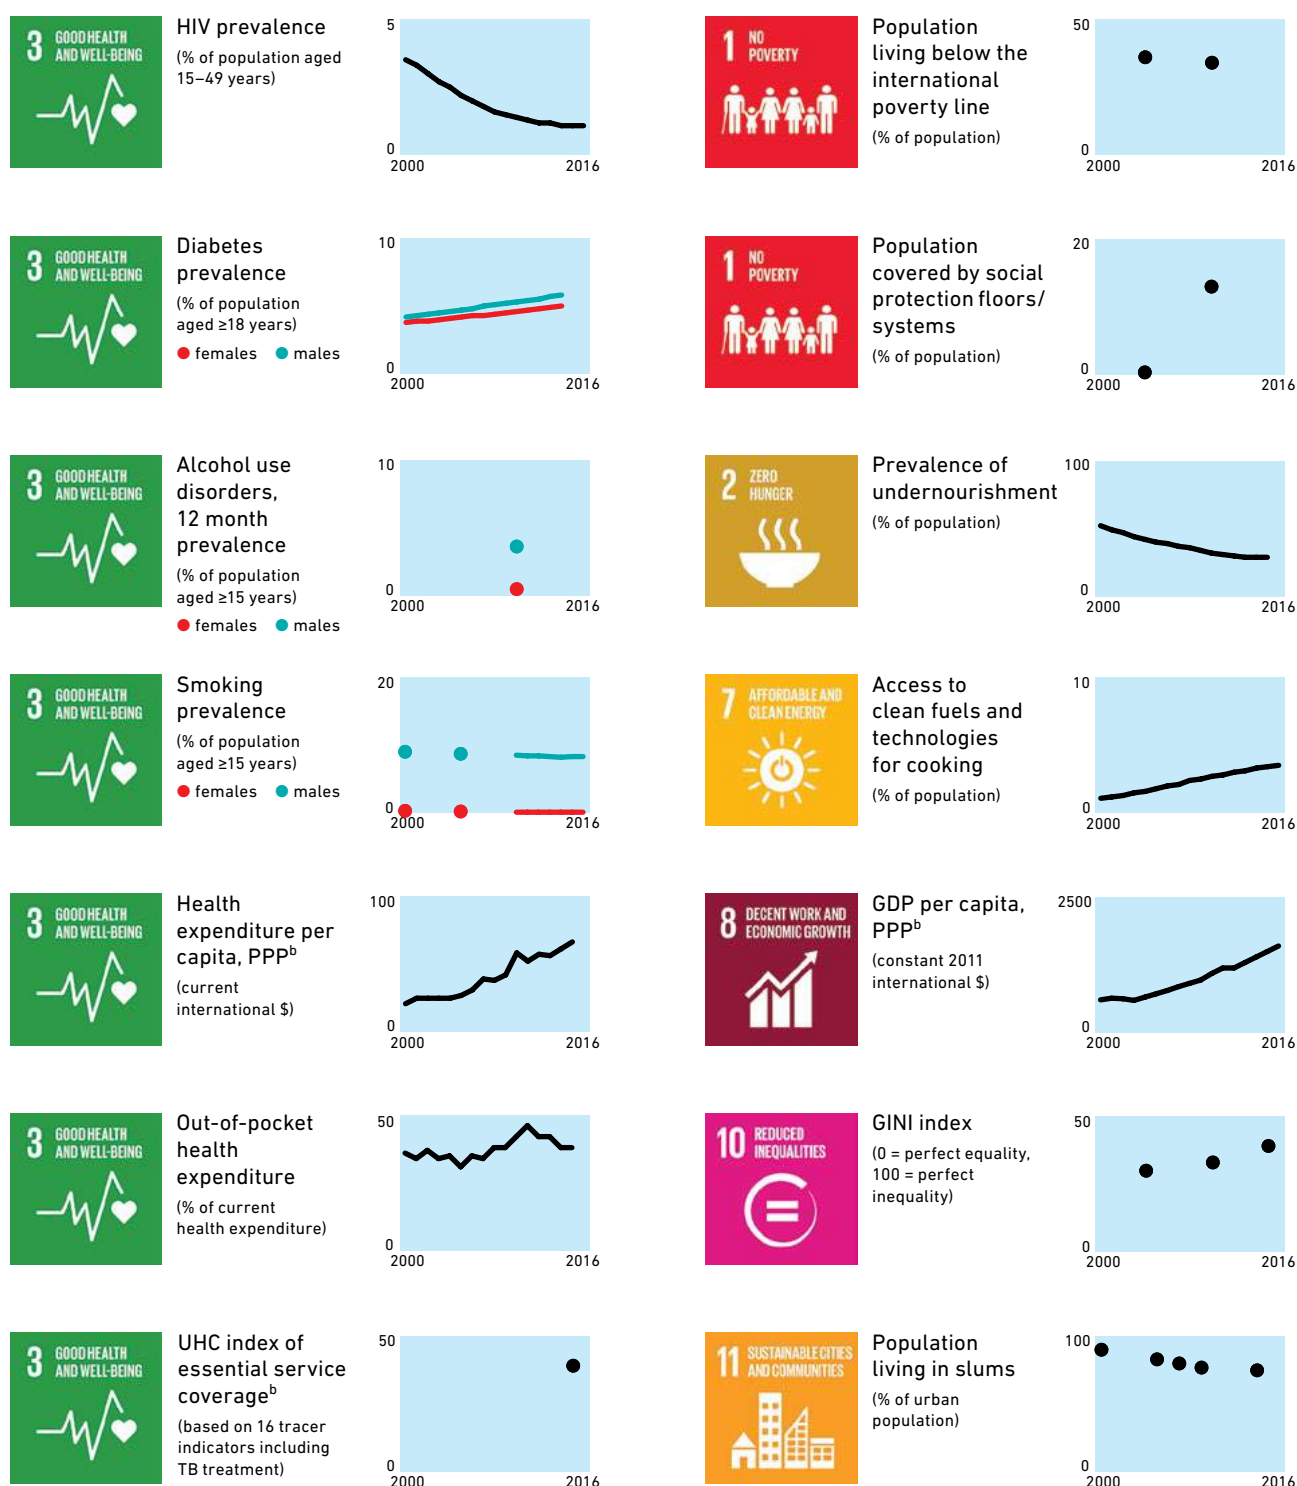 3 GOOD HEALTH
AND WELL-BEING
HIV prevalence
(% of population aged
15–49 years)
5
0
2000 2016
1 NO
POVERTY
Population
living below the
international
poverty line
(% of population)
50
0
2000 2016
3 GOOD HEALTH
AND WELL-BEING
Diabetes
prevalence
(% of population
aged ≥18 years)
females males
10
0
2000 2016
1 NO
POVERTY
Population
covered by social
protection floors/
systems
(% of population)
20
0
2000 2016
3 GOOD HEALTH
AND WELL-BEING
Alcohol use
disorders,
12 month
prevalence
(% of population
aged ≥15 years)
females males
10
0
2000 2016
2 ZERO
HUNGER
Prevalence of
undernourishment
(% of population)
100
0
2000 2016
3 GOOD HEALTH
AND WELL-BEING
Smoking
prevalence
(% of population
aged ≥15 years)
females males
20
0
2000 2016
7 AFFORDABLE AND
CLEAN ENERGY
Access to
clean fuels and
technologies
for cooking
(% of population)
10
0
2000 2016
3 GOOD HEALTH
AND WELL-BEING
Health
expenditure per
capita, PPPb
(current
international $)
100
0
2000 2016
8 DECENT WORK AND
ECONOMIC GROWTH
GDP per capita,
PPPb
(constant 2011
international $)
2500
0
2000 2016
3 GOOD HEALTH
AND WELL-BEING
Out-of-pocket
health
expenditure
(% of current
health expenditure)
50
0
2000 2016
10 REDUCED
INEQUALITIES
GINI index
(0 = perfect equality,
100 = perfect
inequality)
50
0
2000 2016
3 GOOD HEALTH
AND WELL-BEING
UHC index of
essential service
coverageb
(based on 16 tracer
indicators including
TB treatment)
50
0
2000 2016
11 SUSTAINABLE CITIES
AND COMMUNITIES
Population
living in slums
(% of urban
population)
100
0
2000 2016